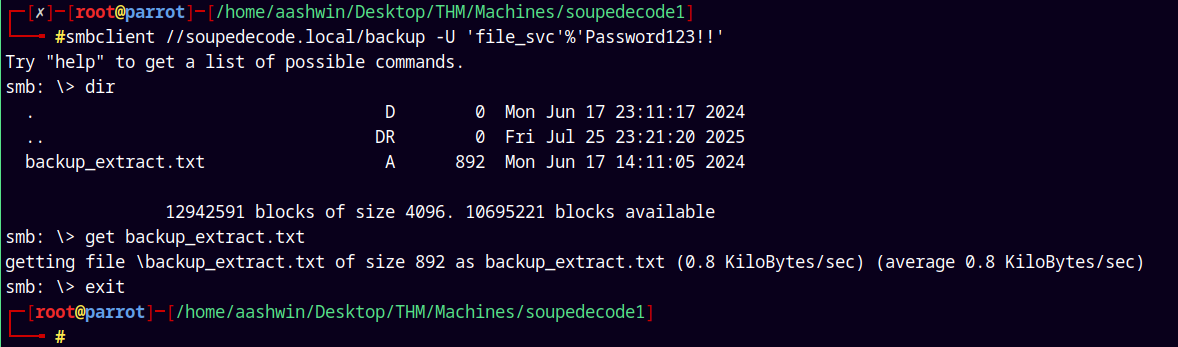 ┌─[✗]─[root@parrot]─[/home/aashwin/Desktop/THM/Machines/soupedecode1]
└──╼ #smbclient //soupedecode.local/backup -U 'file_svc'%'Password123!!'
Try "help" to get a list of possible commands.
smb: \> dir
  .                                   D        0  Mon Jun 17 23:11:17 2024
  ..                                 DR        0  Fri Jul 25 23:21:20 2025
  backup_extract.txt                  A      892  Mon Jun 17 14:11:05 2024

                12942591 blocks of size 4096. 10695221 blocks available
smb: \> get backup_extract.txt
getting file \backup_extract.txt of size 892 as backup_extract.txt (0.8 KiloBytes/sec) (average 0.8 KiloBytes/sec)
smb: \> exit
┌─[root@parrot]─[/home/aashwin/Desktop/THM/Machines/soupedecode1]
└──╼ #